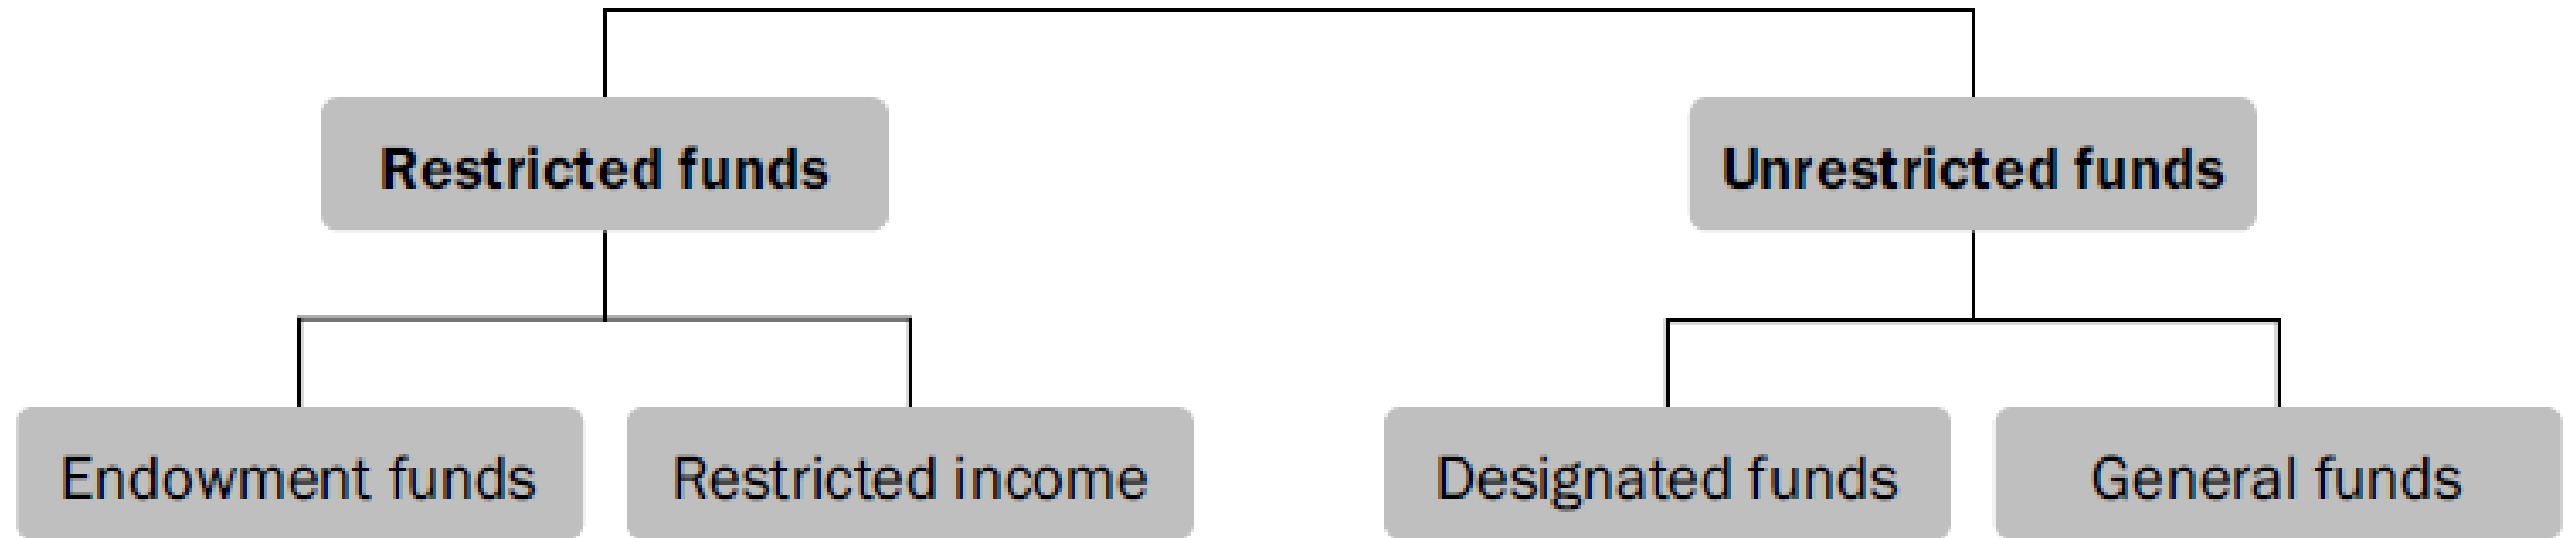 Restricted funds
Unrestricted funds
Endowment funds
Restricted income
Designated funds
General funds